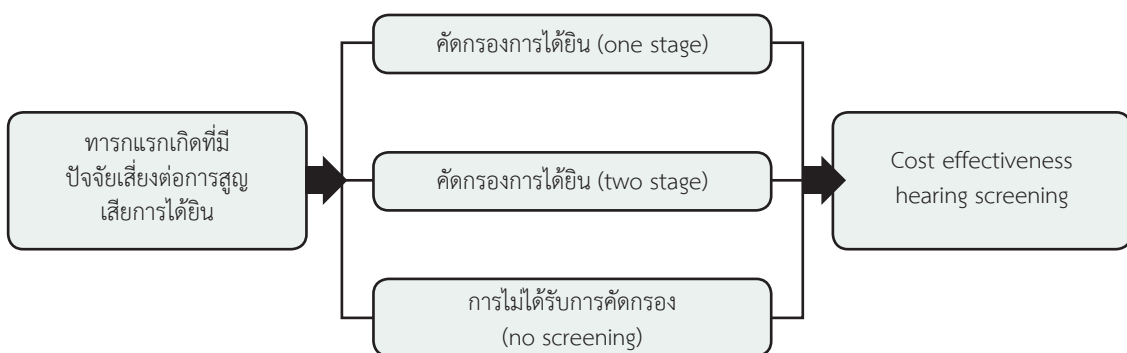 คัดกรองการได้ยิน (one stage)
ทารกแรกเกิดที่มี
ปัจจัยเสี่ยงต่อการสูญ
เสียการได้ยิน
คัดกรองการได้ยิน (two stage)
การไม่ได้รับการคัดกรอง
(no screening)
Cost effectiveness
hearing screening